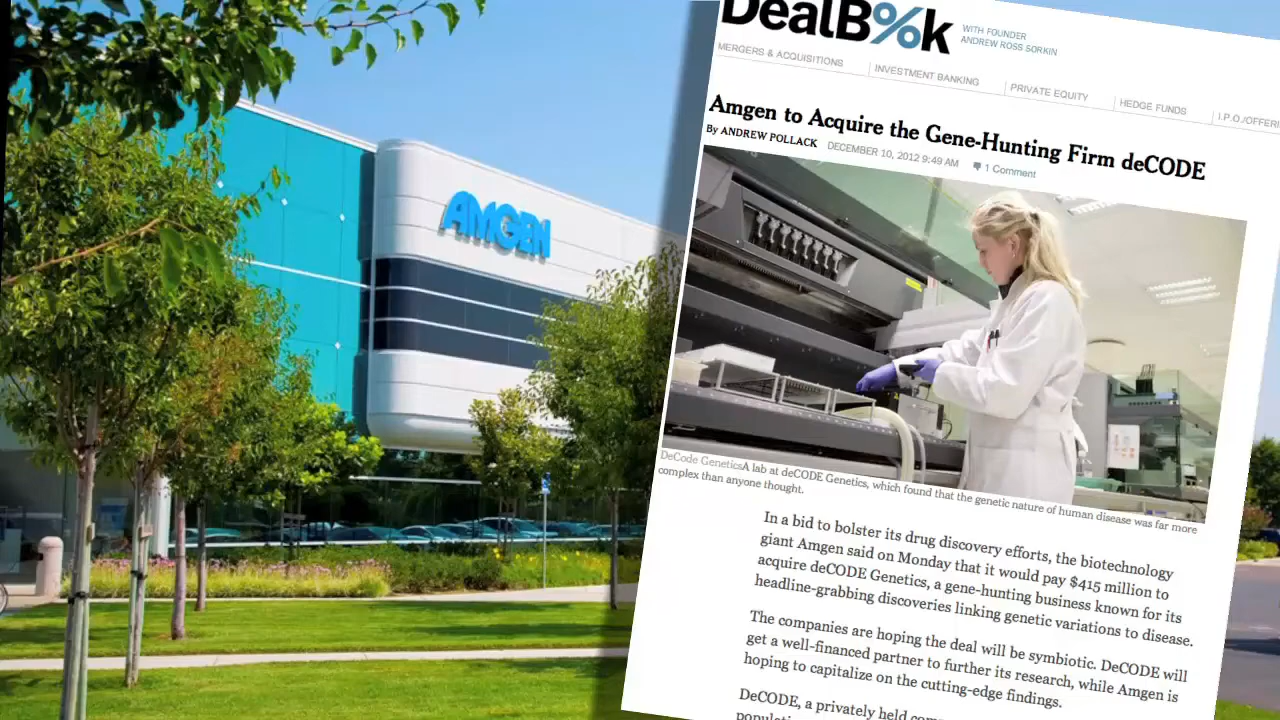 AMGEN
DealB%k
WITH FOUNDER
ANDREW ROSS SORKIN
MERGERS & ACQUISITIONS
INVESTMENT BANKING
PRIVATE EQUITY
HEDGE FUNDS
I.P.O./OFFERI
Amgen to Acquire the Gene-Hunting Firm deCODE
By ANDREW POLLACK DECEMBER 10, 2012 9:49 AM 1 Comment
DeCode GeneticsA lab at deCODE Genetics, which found that the genetic nature of human disease was far more
complex than anyone thought.
In a bid to bolster its drug discovery efforts, the biotechnology
giant Amgen said on Monday that it would pay $415 million to
acquire deCODE Genetics, a gene-hunting business known for its
headline-grabbing discoveries linking genetic variations to disease.
The companies are hoping the deal will be symbiotic. DeCODE will
get a well-financed partner to further its research, while Amgen is
hoping to capitalize on the cutting-edge findings.
DeCODE, a privately held